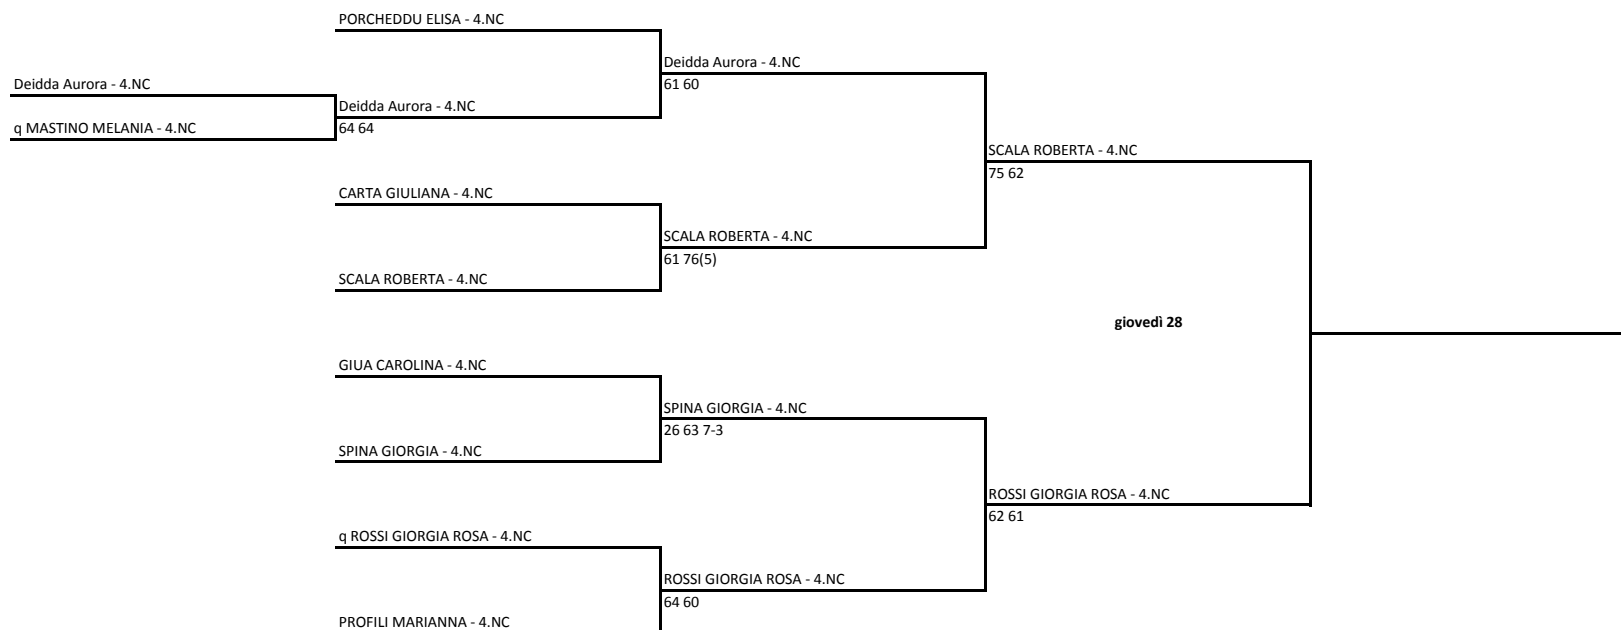 PORCHEDDU ELISA - 4.NC
Deidda Aurora - 4.NC
61 60
Deidda Aurora - 4.NC
Deidda Aurora - 4.NC
64 64
q MASTINO MELANIA - 4.NC
SCALA ROBERTA - 4.NC
75 62
CARTA GIULIANA - 4.NC
SCALA ROBERTA - 4.NC
61 76(5)
SCALA ROBERTA - 4.NC
giovedì 28
GIUA CAROLINA - 4.NC
SPINA GIORGIA - 4.NC
26 63 7-3
SPINA GIORGIA - 4.NC
ROSSI GIORGIA ROSA - 4.NC
62 61
q ROSSI GIORGIA ROSA - 4.NC
ROSSI GIORGIA ROSA - 4.NC
64 60
PROFILI MARIANNA - 4.NC